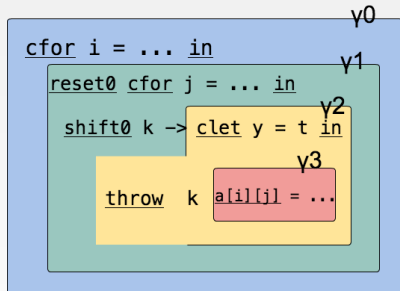 γ0
cfor i = ... in
γ1
reset0 cfor j = ... in
γ2
shift0 k -> clet y = t in
γ3
throw k a[i][j] = ...